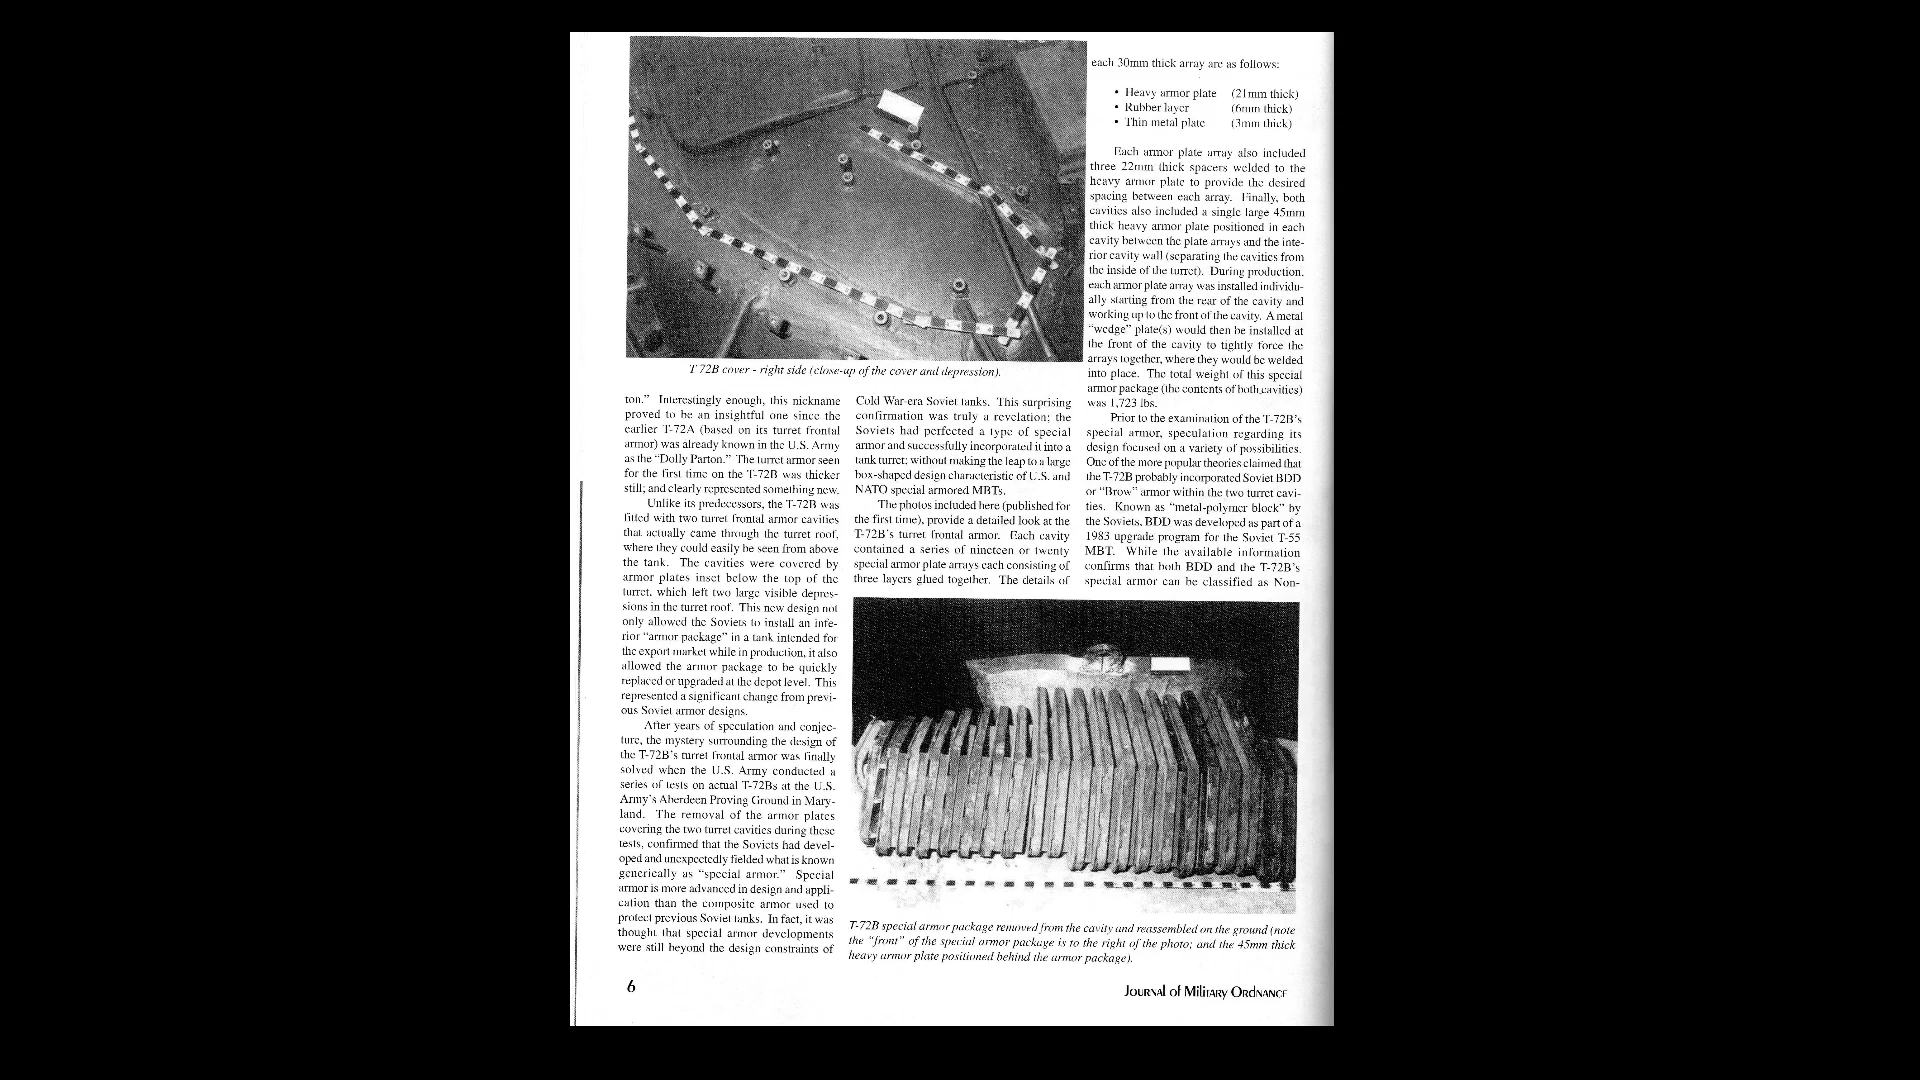 T-72B cover - right side (close-up of the cover and depression).
ton." Interestingly enough, this nickname
proved to be an insightful one since the
earlier T-72A (based on its turret frontal
armor) was already known in the U.S. Army
as the "Dolly Parton." The turret armor seen
for the first time on the T-72B was thicker
still; and clearly represented something new.
Unlike its predecessors, the T-72B was
fitted with two turret frontal armor cavities
that actually came through the turret roof,
where they could easily be seen from above
the tank. The cavities were covered by
armor plates inset below the top of the
turret, which left two large visible depres-
sions in the turret roof. This new design not
only allowed the Soviets to install an infe-
rior "armor package" in a tank intended for
the export market while in production, it also
allowed the armor package to be quickly
replaced or upgraded at the depot level. This
represented a significant change from previ-
ous Soviet armor designs.
After years of speculation and conjec-
ture, the mystery surrounding the design of
the T-72B's turret frontal armor was finally
solved when the U.S. Army conducted a
series of tests on actual T-72Bs at the U.S.
Army's Aberdeen Proving Ground in Mary-
land. The removal of the armor plates
covering the two turret cavities during these
tests, confirmed that the Soviets had devel-
oped and unexpectedly fielded what is known
generically as "special armor." Special
armor is more advanced in design and appli-
cation than the composite armor used to
protect previous Soviet tanks. In fact, it was
thought that special armor developments
were still beyond the design constraints of
Cold War-era Soviet tanks. This surprising
confirmation was truly a revelation; the
Soviets had perfected a type of special
armor and successfully incorporated it into a
tank turret; without making the leap to a large
box-shaped design characteristic of U.S. and
NATO special armored MBTs.
The photos included here (published for
the first time), provide a detailed look at the
T-72B's turret frontal armor. Each cavity
contained a series of nineteen or twenty
special armor plate arrays each consisting of
three layers glued together. The details of
each 30mm thick array are as follows:
• Heavy armor plate (21mm thick)
• Rubber layer (6mm thick)
• Thin metal plate (3mm thick)
Each armor plate array also included
three 22mm thick spacers welded to the
heavy armor plate to provide the desired
spacing between each array. Finally, both
cavities also included a single large 45mm
thick heavy armor plate positioned in each
cavity between the plate arrays and the inte-
rior cavity wall (separating the cavities from
the inside of the turret). During production,
each armor plate array was installed individu-
ally starting from the rear of the cavity and
working up to the front of the cavity. A metal
"wedge" plate(s) would then be installed at
the front of the cavity to tightly force the
arrays together, where they would be welded
into place. The total weight of this special
armor package (the contents of both cavities)
was 1,723 lbs.
Prior to the examination of the T-72B's
special armor, speculation regarding its
design focused on a variety of possibilities.
One of the more popular theories claimed that
the T-72B probably incorporated Soviet BDD
or "Brow" armor within the two turret cavi-
ties. Known as "metal-polymer block" by
the Soviets, BDD was developed as part of a
1983 upgrade program for the Soviet T-55
MBT. While the available information
confirms that both BDD and the T-72B's
special armor can be classified as Non-
T-72B special armor package removed from the cavity and reassembled on the ground (note
the "front" of the special armor package is to the right of the photo; and the 45mm thick
heavy armor plate positioned behind the armor package).
6
Journal of Military Ordnance